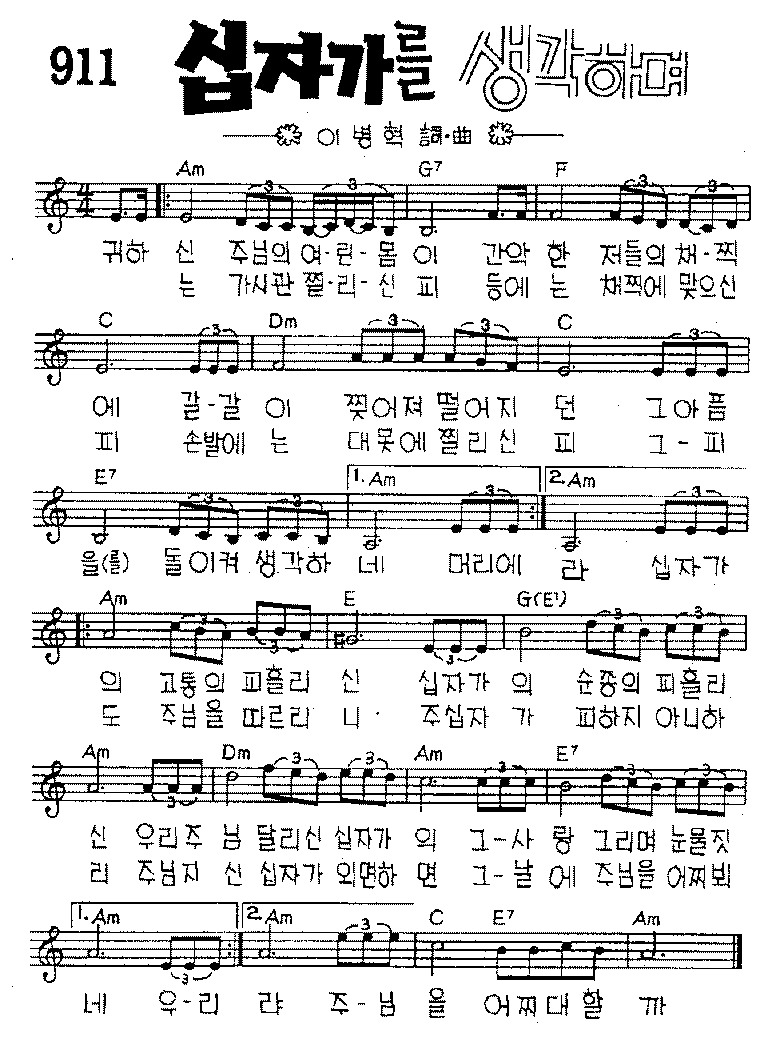 911 십자가를 생각하면
이병혁 詞·曲
Am G7 F
4/4
귀하 신 주님의 여-린-몸 이 간악 한 저들의 채-찍
는 가시관 찔-리-신 피 등에 는 채찍에 맞으신
C Dm C
에 갈-갈 이 찢어져 떨어지 던 그아픔
피 손발에 는 대못에 찔리신 피 그-피
E7 1. Am 2. Am
을(를) 돌이켜 생각하 네 머리에 라 십자가
Am E G(E7)
의 고통의 피흘리 신 십자가 의 순종의 피흘리
도 주님을 따르리 니 주십자 가 피하지 아니하
Am Dm Am E7
신 우리주 님 달리신 십자가 의 그-사 랑 그리며 눈물짓
리 주님지 신 십자가 외면하 면 그-날 에 주님을 어찌뵈
1. Am 2. Am C E7 Am
네 우-리 랴 주-님 을 어찌대할 까